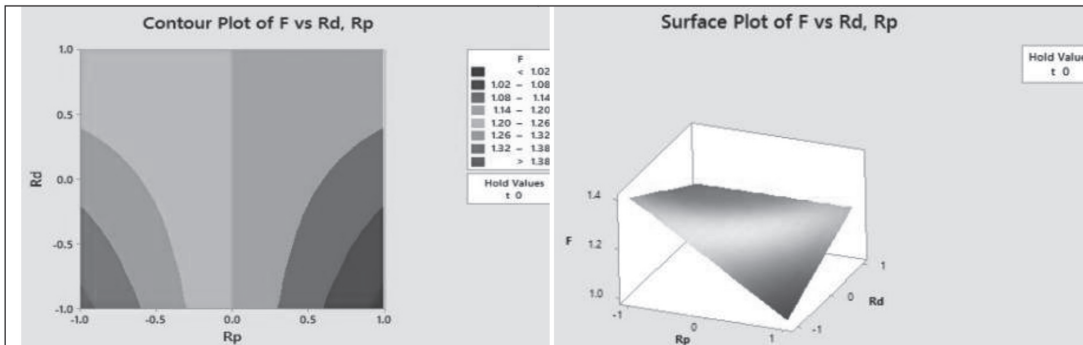 Contour Plot of F vs Rd, Rp
1.0
0.5
0.0
-0.5
-1.0
Rd
-1.0 -0.5 0.0 0.5 1.0
Rp
F
< 1.02
1.02 – 1.08
1.08 – 1.14
1.14 – 1.20
1.20 – 1.26
1.26 – 1.32
1.32 – 1.38
> 1.38
Hold Values
t 0
Surface Plot of F vs Rd, Rp
Hold Value
t 0
1.4
1.2
1.0
F
-1 0 1
Rp
-1 0 1
Rd